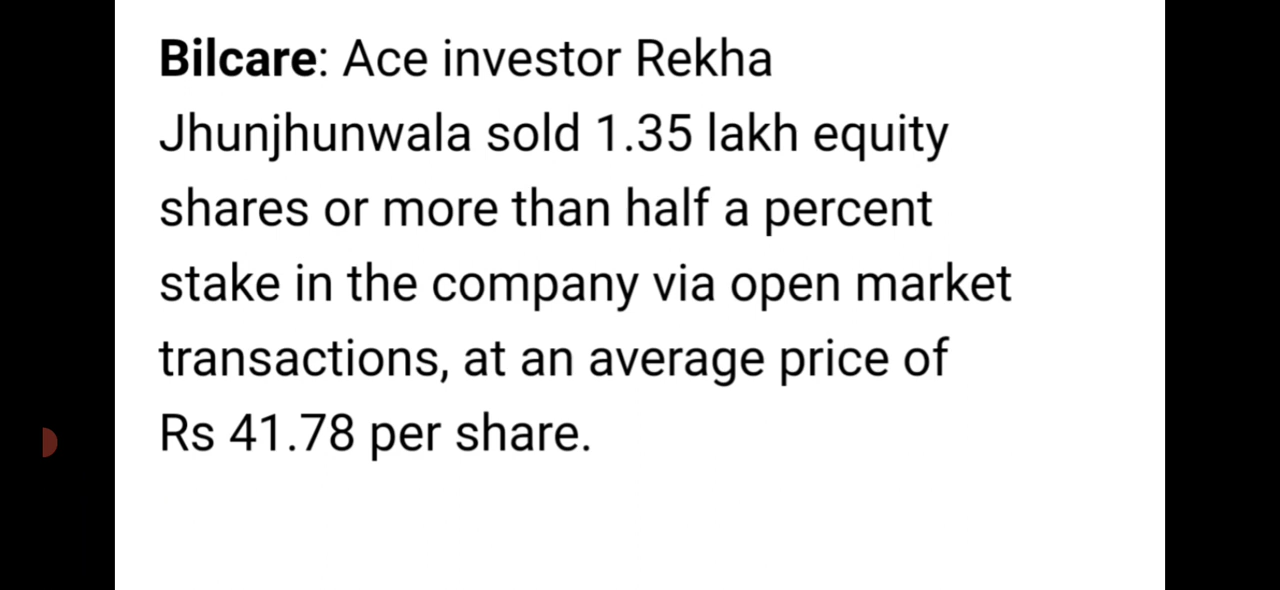 Bilcare: Ace investor Rekha
Jhunjhunwala sold 1.35 lakh equity
shares or more than half a percent
stake in the company via open market
transactions, at an average price of
Rs 41.78 per share.